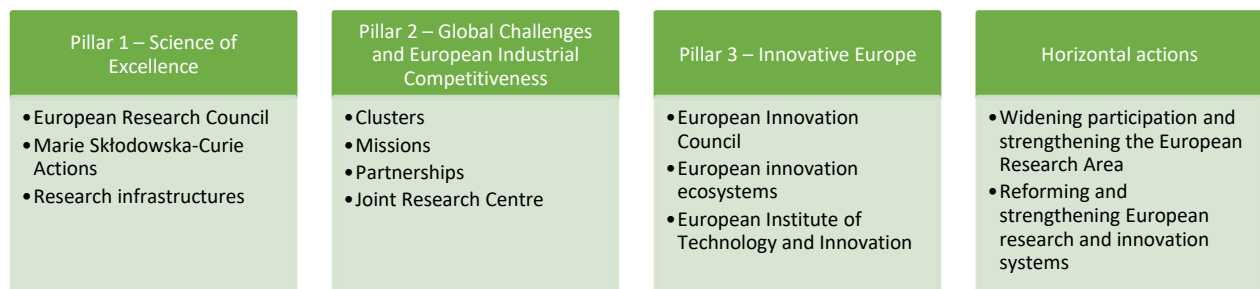 Pillar 1 – Science of
Excellence
•European Research Council
•Marie Skłodowska-Curie
Actions
•Research infrastructures
Pillar 2 – Global Challenges
and European Industrial
Competitiveness
•Clusters
•Missions
•Partnerships
•Joint Research Centre
Pillar 3 – Innovative Europe
•European Innovation
Council
•European innovation
ecosystems
•European Institute of
Technology and Innovation
Horizontal actions
•Widening participation and
strengthening the European
Research Area
•Reforming and
strengthening European
research and innovation
systems